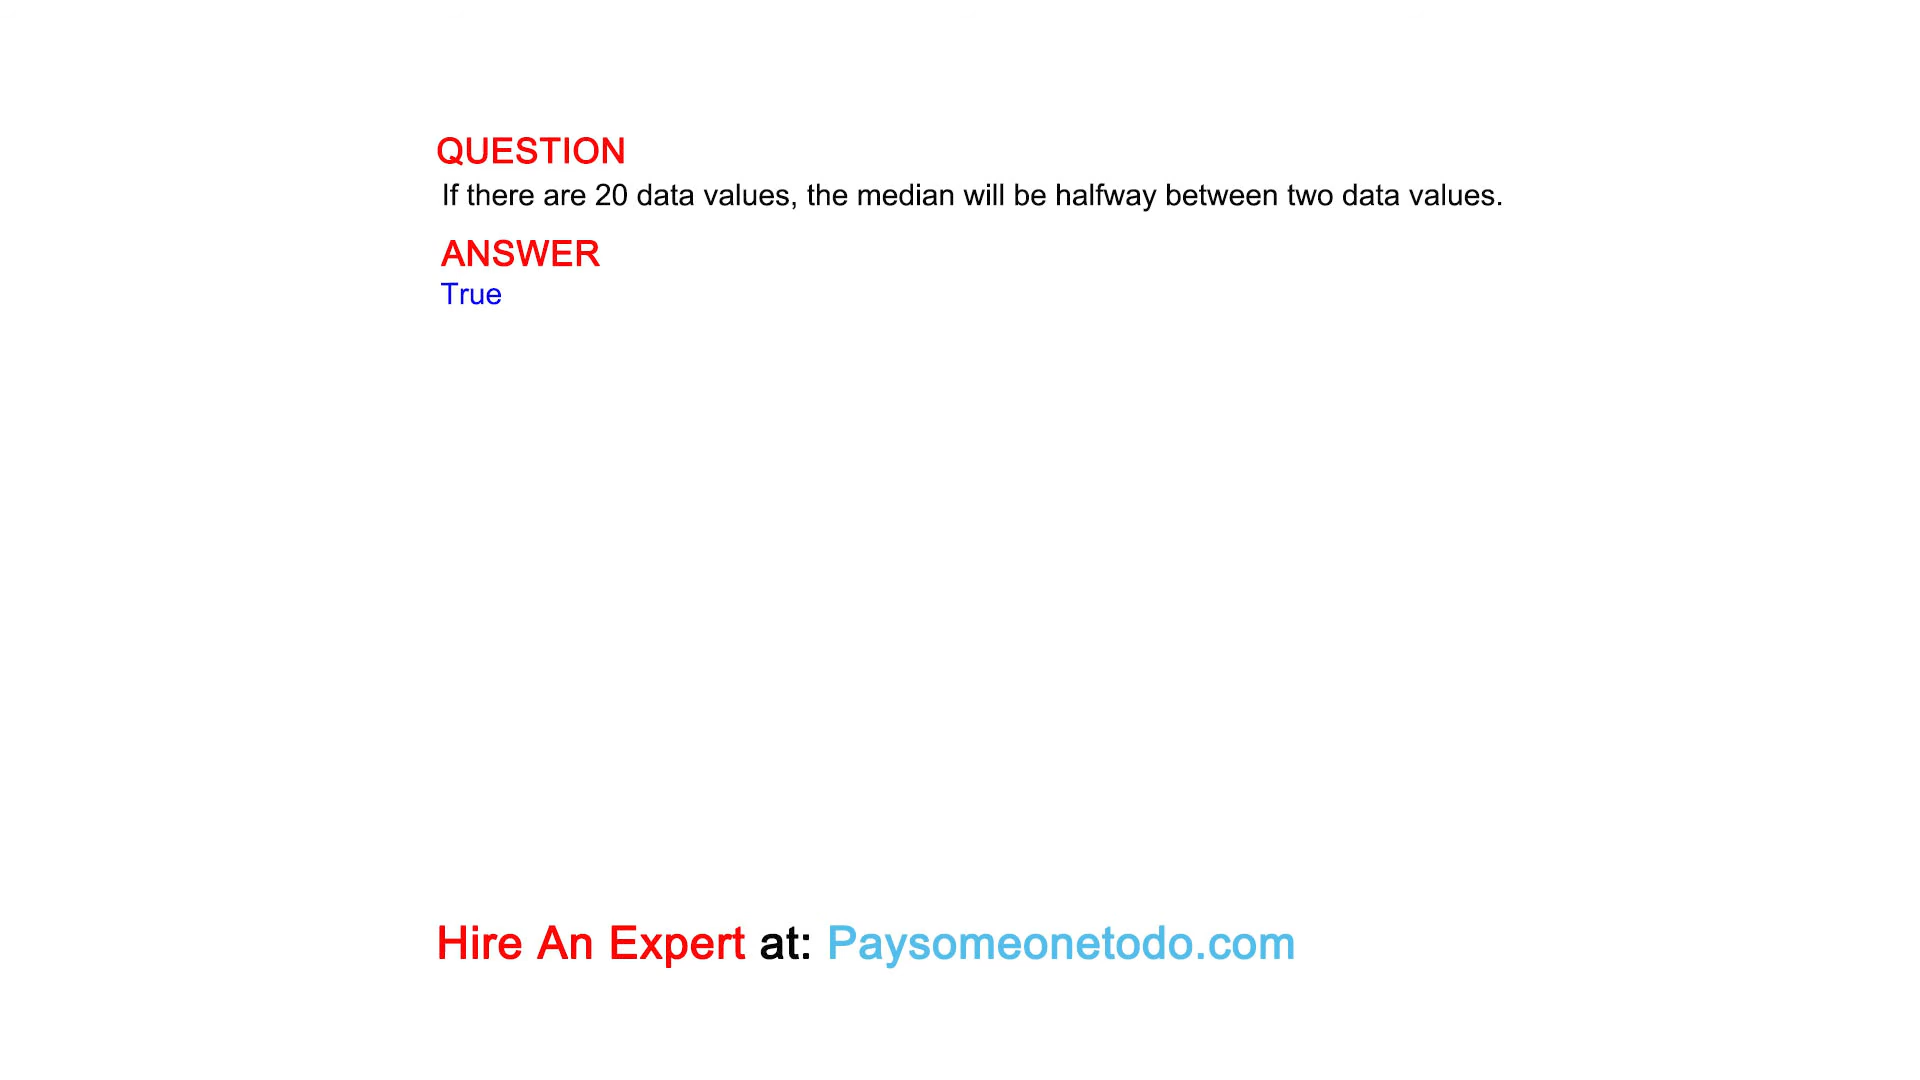 QUESTION
If there are 20 data values, the median will be halfway between two data values.
ANSWER
True
Hire An Expert at: Paysomeonetodo.com